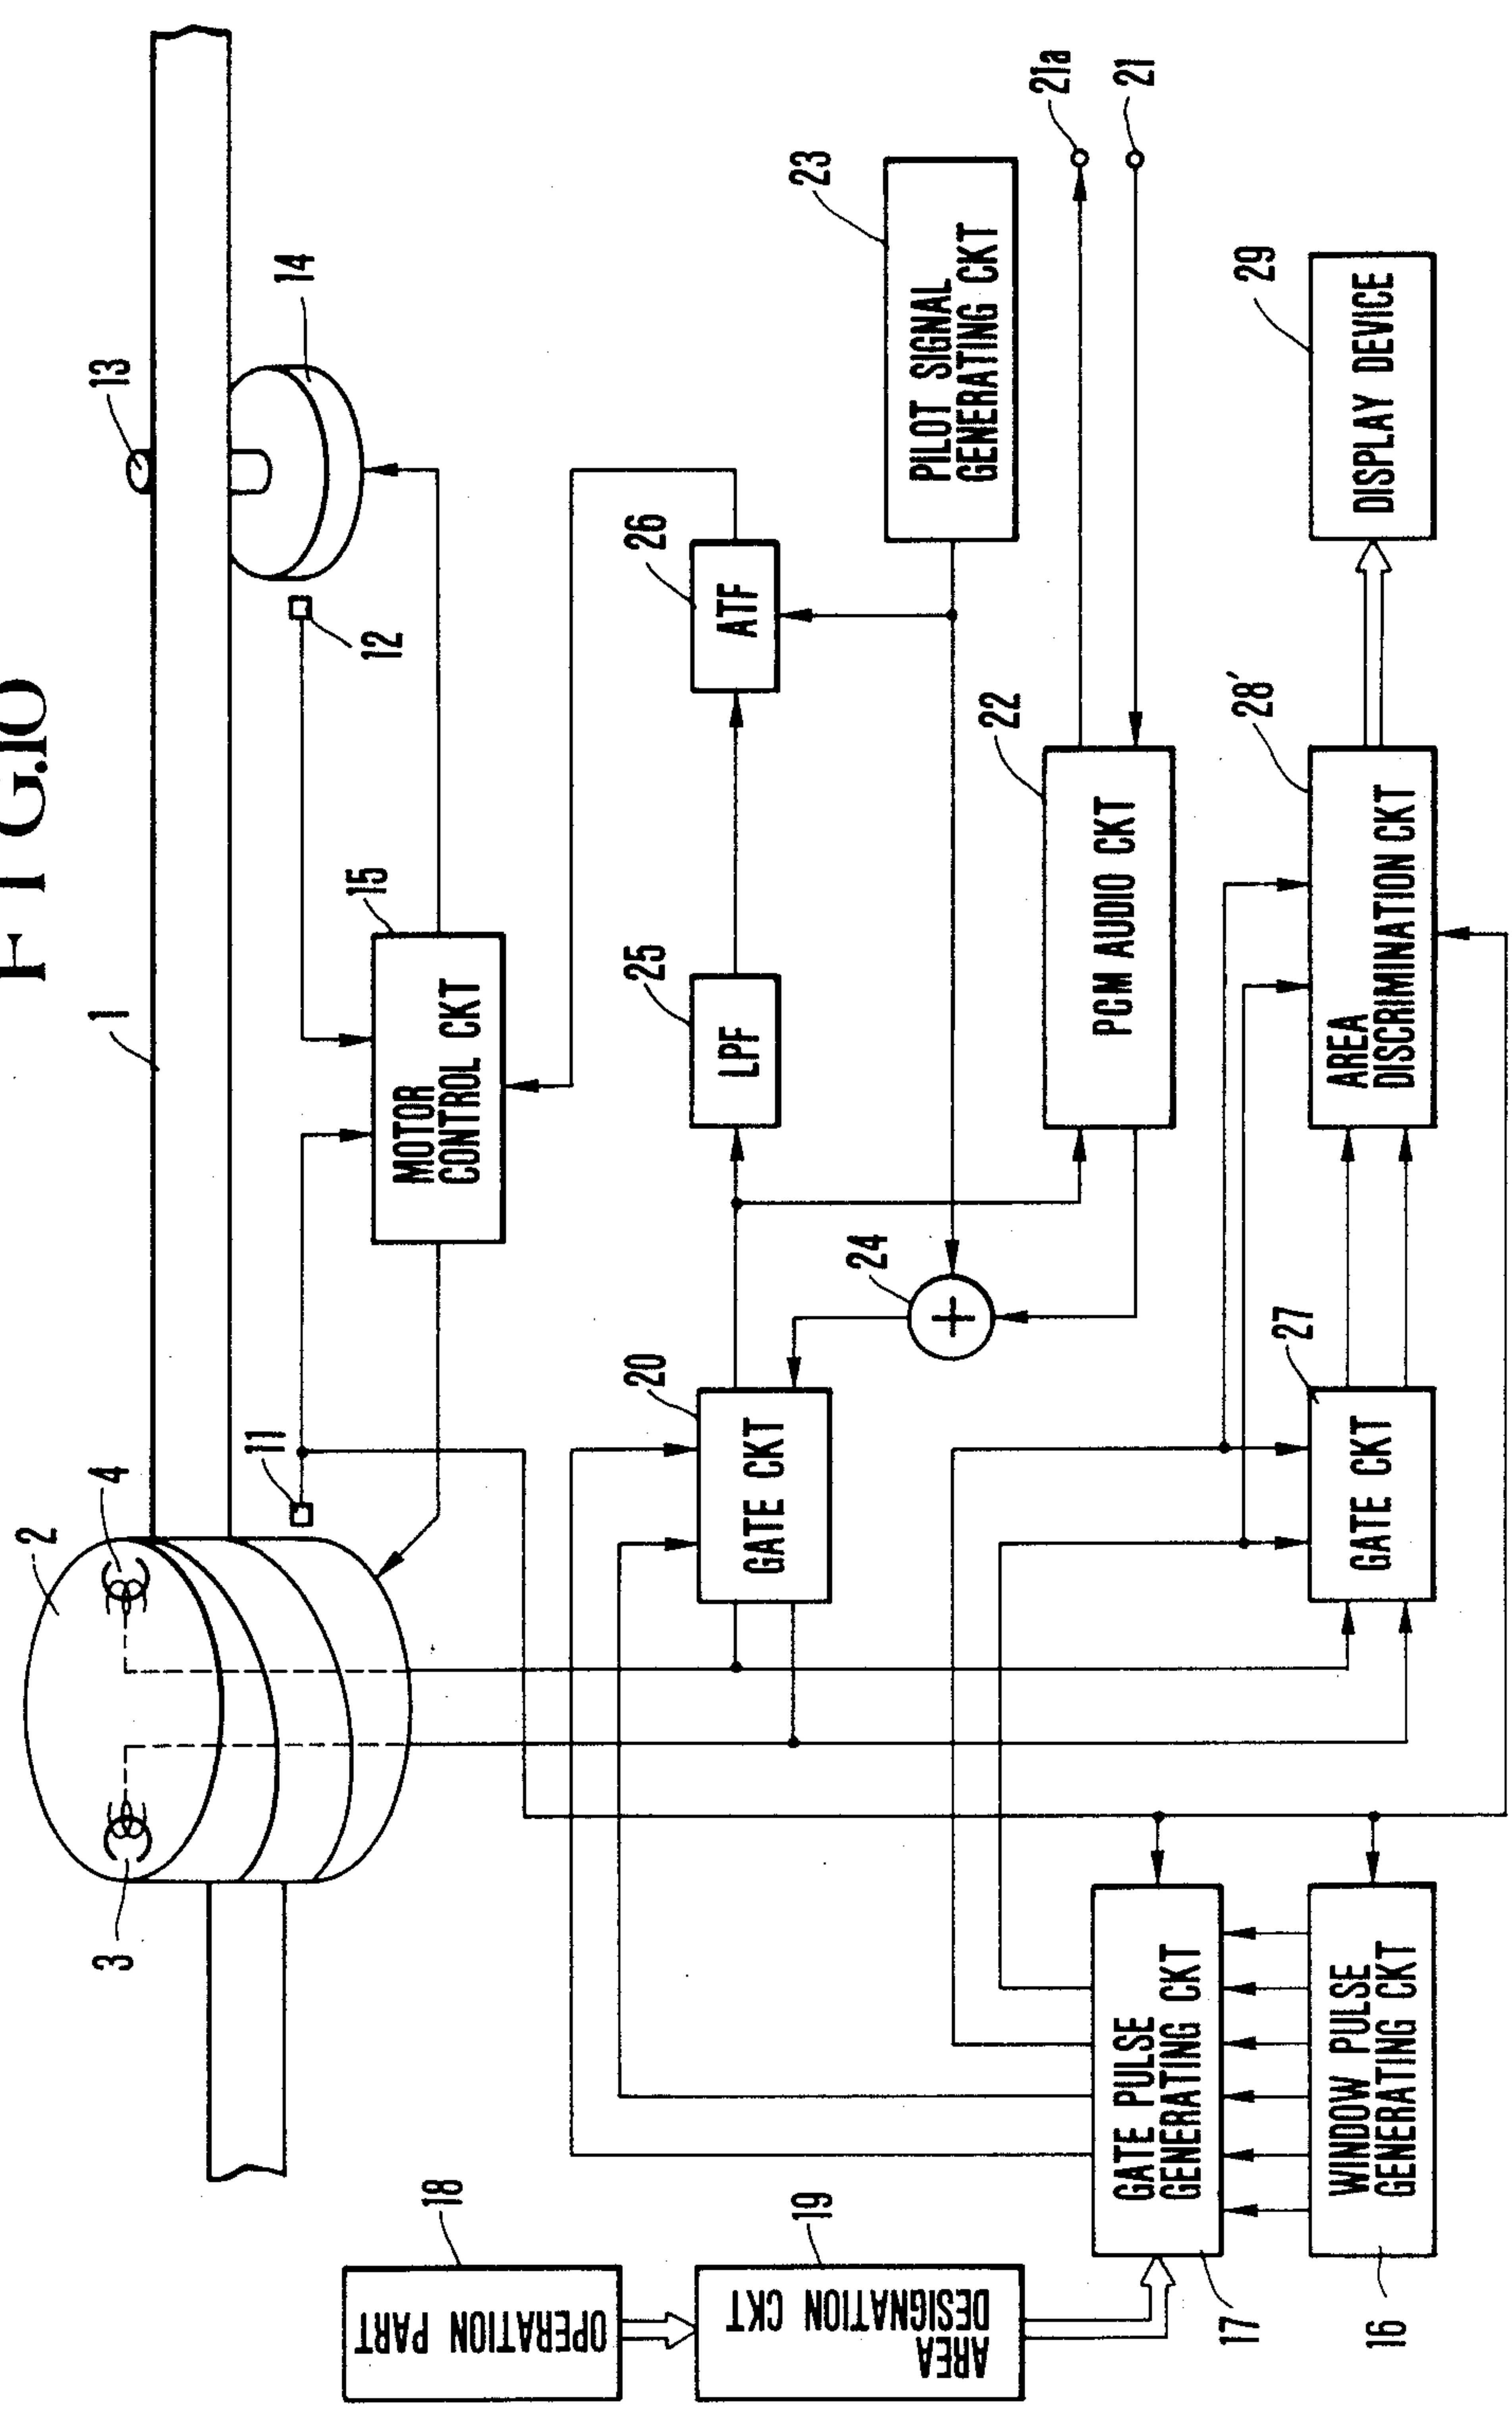 FIG.10
1
2
3
4
11
12
13
14
15
MOTOR
CONTROL CKT
18
OPERATION PART
19
AREA
DESIGNATION CKT
20
GATE CKT
25
LPF
26
ATF
23
PILOT SIGNAL
GENERATING CKT
24
+
22
PCM AUDIO CKT
21a
21
17
GATE PULSE
GENERATING CKT
16
WINDOW PULSE
GENERATING CKT
27
GATE CKT
28'
AREA
DISCRIMINATION CKT
29
DISPLAY DEVICE